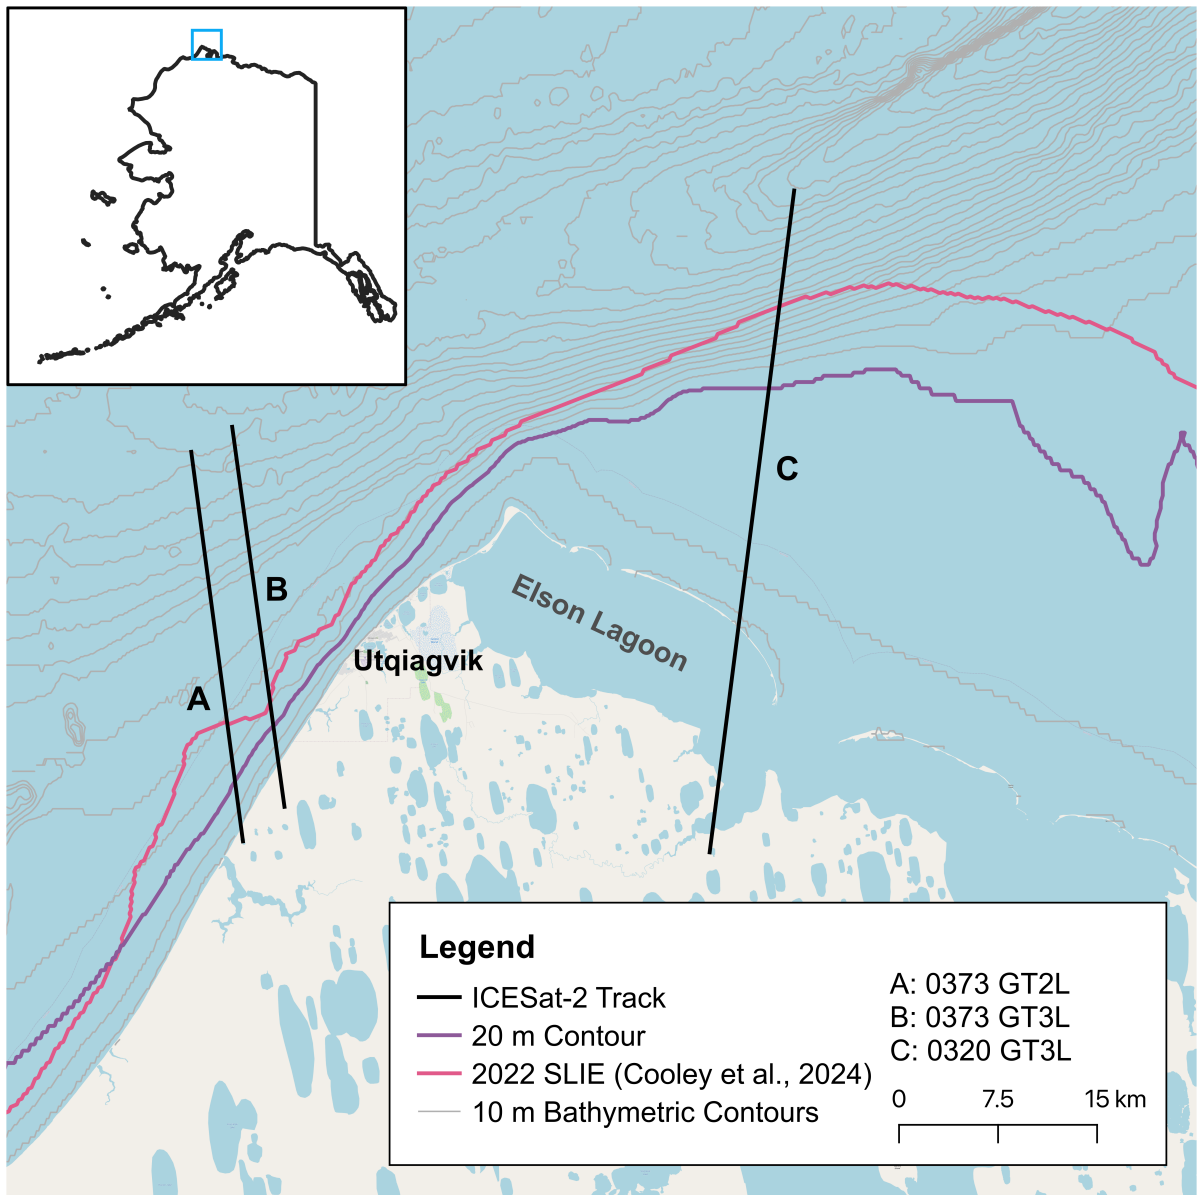 C
B
Elson Lagoon
Utqiagvik
A
Legend
ICESat-2 Track
20 m Contour
2022 SLIE (Cooley et al., 2024)
10 m Bathymetric Contours
A: 0373 GT2L
B: 0373 GT3L
C: 0320 GT3L
0 7.5 15 km